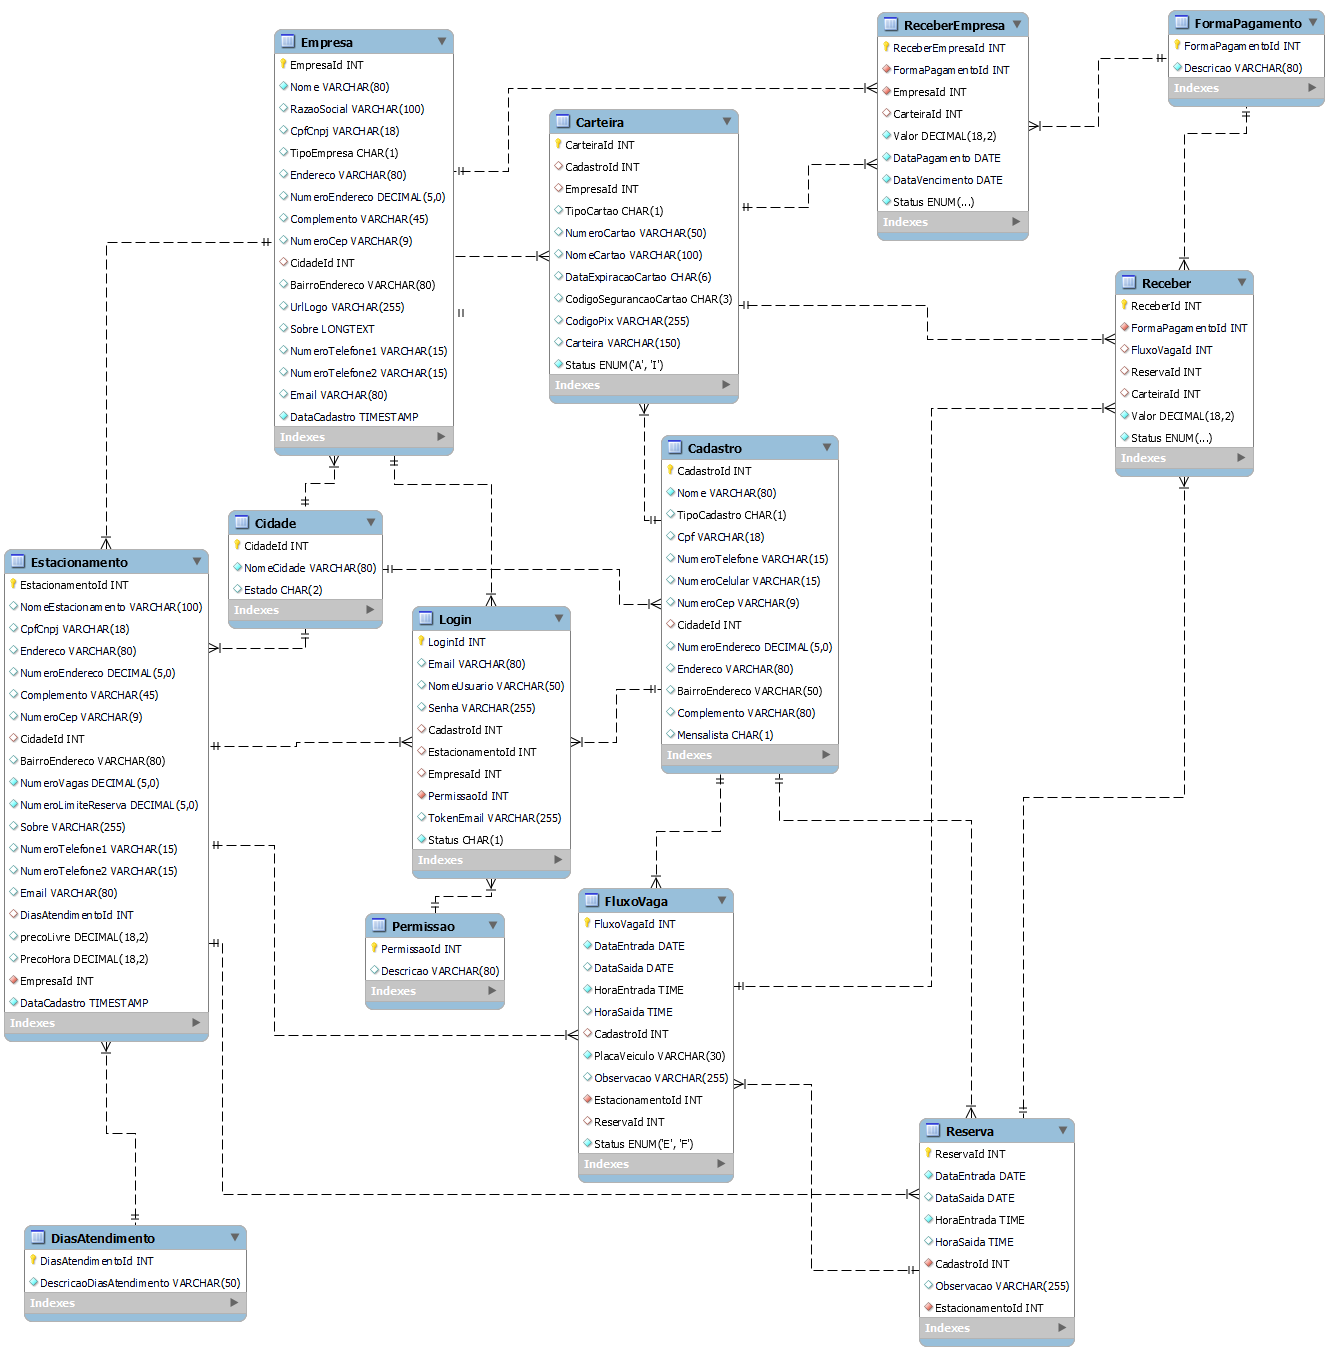 Empresa
EmpresaId INT
Nome VARCHAR(80)
RazaoSocial VARCHAR(100)
CpfCnpj VARCHAR(18)
TipoEmpresa CHAR(1)
Endereco VARCHAR(80)
NumeroEndereco DECIMAL(5,0)
Complemento VARCHAR(45)
NumeroCep VARCHAR(9)
CidadeId INT
BairroEndereco VARCHAR(80)
UrlLogo VARCHAR(255)
Sobre LONGTEXT
NumeroTelefone1 VARCHAR(15)
NumeroTelefone2 VARCHAR(15)
Email VARCHAR(80)
DataCadastro TIMESTAMP
Indexes
Carteira
CarteiraId INT
CadastroId INT
EmpresaId INT
TipoCartao CHAR(1)
NumeroCartao VARCHAR(50)
NomeCartao VARCHAR(100)
DataExpiracaoCartao CHAR(6)
CodigoSegurancaoCartao CHAR(3)
CodigoPix VARCHAR(255)
Carteira VARCHAR(150)
Status ENUM('A', 'I')
Indexes
ReceberEmpresa
ReceberEmpresaId INT
FormaPagamentoId INT
EmpresaId INT
CarteiraId INT
Valor DECIMAL(18,2)
DataPagamento DATE
DataVencimento DATE
Status ENUM(...)
Indexes
FormaPagamento
FormaPagamentoId INT
Descricao VARCHAR(80)
Indexes
Receber
ReceberId INT
FormaPagamentoId INT
FluxoVagaId INT
ReservaId INT
CarteiraId INT
Valor DECIMAL(18,2)
Status ENUM(...)
Indexes
Cadastro
CadastroId INT
Nome VARCHAR(80)
TipoCadastro CHAR(1)
Cpf VARCHAR(18)
NumeroTelefone VARCHAR(15)
NumeroCelular VARCHAR(15)
NumeroCep VARCHAR(9)
CidadeId INT
NumeroEndereco DECIMAL(5,0)
Endereco VARCHAR(80)
BairroEndereco VARCHAR(50)
Complemento VARCHAR(80)
Mensalista CHAR(1)
Indexes
Cidade
CidadeId INT
NomeCidade VARCHAR(80)
Estado CHAR(2)
Indexes
Estacionamento
EstacionamentoId INT
NomeEstacionamento VARCHAR(100)
CpfCnpj VARCHAR(18)
Endereco VARCHAR(80)
NumeroEndereco DECIMAL(5,0)
Complemento VARCHAR(45)
NumeroCep VARCHAR(9)
CidadeId INT
BairroEndereco VARCHAR(80)
NumeroVagas DECIMAL(5,0)
NumeroLimiteReserva DECIMAL(5,0)
Sobre VARCHAR(255)
NumeroTelefone1 VARCHAR(15)
NumeroTelefone2 VARCHAR(15)
Email VARCHAR(80)
DiasAtendimentoId INT
precoLivre DECIMAL(18,2)
PrecoHora DECIMAL(18,2)
EmpresaId INT
DataCadastro TIMESTAMP
Indexes
Login
LoginId INT
Email VARCHAR(80)
NomeUsuario VARCHAR(50)
Senha VARCHAR(255)
CadastroId INT
EstacionamentoId INT
EmpresaId INT
PermissaoId INT
TokenEmail VARCHAR(255)
Status CHAR(1)
Indexes
Permissao
PermissaoId INT
Descricao VARCHAR(80)
Indexes
FluxoVaga
FluxoVagaId INT
DataEntrada DATE
DataSaida DATE
HoraEntrada TIME
HoraSaida TIME
CadastroId INT
PlacaVeiculo VARCHAR(30)
Observacao VARCHAR(255)
EstacionamentoId INT
ReservaId INT
Status ENUM('E', 'F')
Indexes
Reserva
ReservaId INT
DataEntrada DATE
DataSaida DATE
HoraEntrada TIME
HoraSaida TIME
CadastroId INT
Observacao VARCHAR(255)
EstacionamentoId INT
Indexes
DiasAtendimento
DiasAtendimentoId INT
DescricaoDiasAtendimento VARCHAR(50)
Indexes